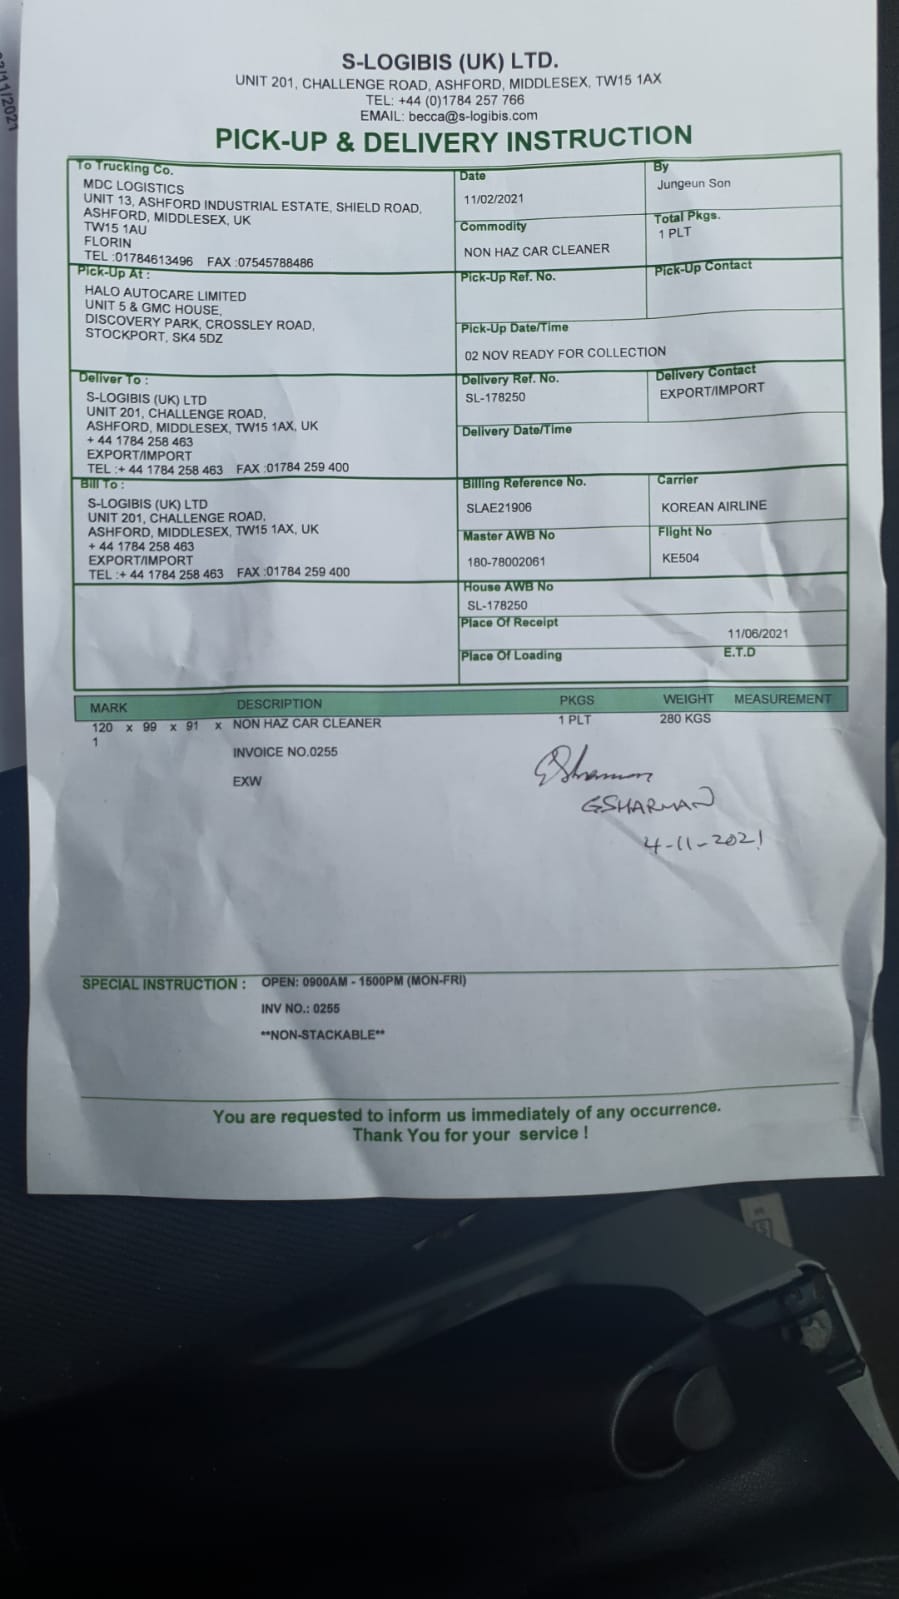 03/11/2021
S-LOGIBIS (UK) LTD.
UNIT 201, CHALLENGE ROAD, ASHFORD, MIDDLESEX, TW15 1AX
TEL: +44 (0)1784 257 766
EMAIL: becca@s-logibis.com
PICK-UP & DELIVERY INSTRUCTION
To Trucking Co.
MDC LOGISTICS
UNIT 13, ASHFORD INDUSTRIAL ESTATE, SHIELD ROAD,
ASHFORD, MIDDLESEX, UK
TW15 1AU
FLORIN
TEL :01784613496 FAX :07545788486
Date
11/02/2021
By
Jungeun Son
Commodity
NON HAZ CAR CLEANER
Total Pkgs.
1 PLT
Pick-Up At :
HALO AUTOCARE LIMITED
UNIT 5 & GMC HOUSE,
DISCOVERY PARK, CROSSLEY ROAD,
STOCKPORT, SK4 5DZ
Pick-Up Ref. No.
Pick-Up Contact
Pick-Up Date/Time
02 NOV READY FOR COLLECTION
Deliver To :
S-LOGIBIS (UK) LTD
UNIT 201, CHALLENGE ROAD,
ASHFORD, MIDDLESEX, TW15 1AX, UK
+ 44 1784 258 463
EXPORT/IMPORT
TEL :+ 44 1784 258 463 FAX :01784 259 400
Delivery Ref. No.
SL-178250
Delivery Contact
EXPORT/IMPORT
Delivery Date/Time
Bill To :
S-LOGIBIS (UK) LTD
UNIT 201, CHALLENGE ROAD,
ASHFORD, MIDDLESEX, TW15 1AX, UK
+ 44 1784 258 463
EXPORT/IMPORT
TEL :+ 44 1784 258 463 FAX :01784 259 400
Billing Reference No.
SLAE21906
Carrier
KOREAN AIRLINE
Master AWB No
180-78002061
Flight No
KE504
House AWB No
SL-178250
Place Of Receipt
11/06/2021
Place Of Loading
E.T.D
MARK DESCRIPTION PKGS WEIGHT MEASUREMENT
120 x 99 x 91 x NON HAZ CAR CLEANER 1 PLT 280 KGS
1
INVOICE NO.0255
EXW
GSharman
GSHARMAN
4-11-2021
SPECIAL INSTRUCTION : OPEN: 0900AM - 1500PM (MON-FRI)
INV NO.: 0255
**NON-STACKABLE**
You are requested to inform us immediately of any occurrence.
Thank You for your service !